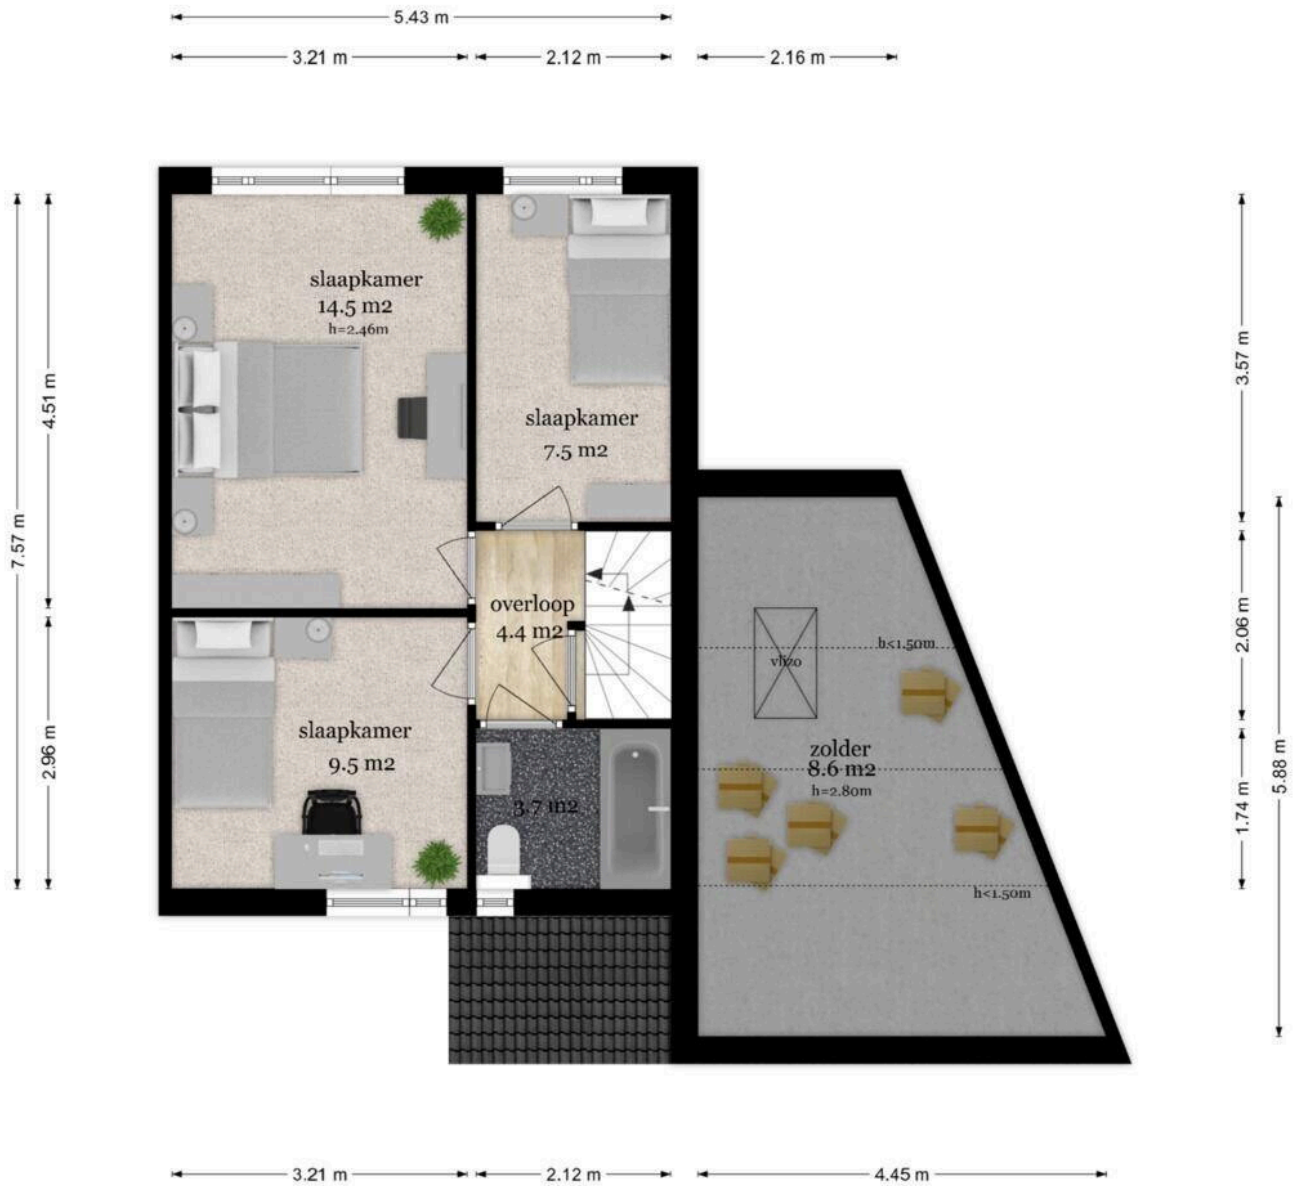 5.43 m
3.21 m
2.12 m
2.16 m
7.57 m
4.51 m
2.96 m
slaapkamer
14.5 m2
h=2.46m
slaapkamer
7.5 m2
overloop
4.4 m2
slaapkamer
9.5 m2
3.7 m2
h<1.50m
vlizo
zolder
8.6 m2
h=2.80m
h<1.50m
3.57 m
2.06 m
1.74 m
5.88 m
3.21 m
2.12 m
4.45 m